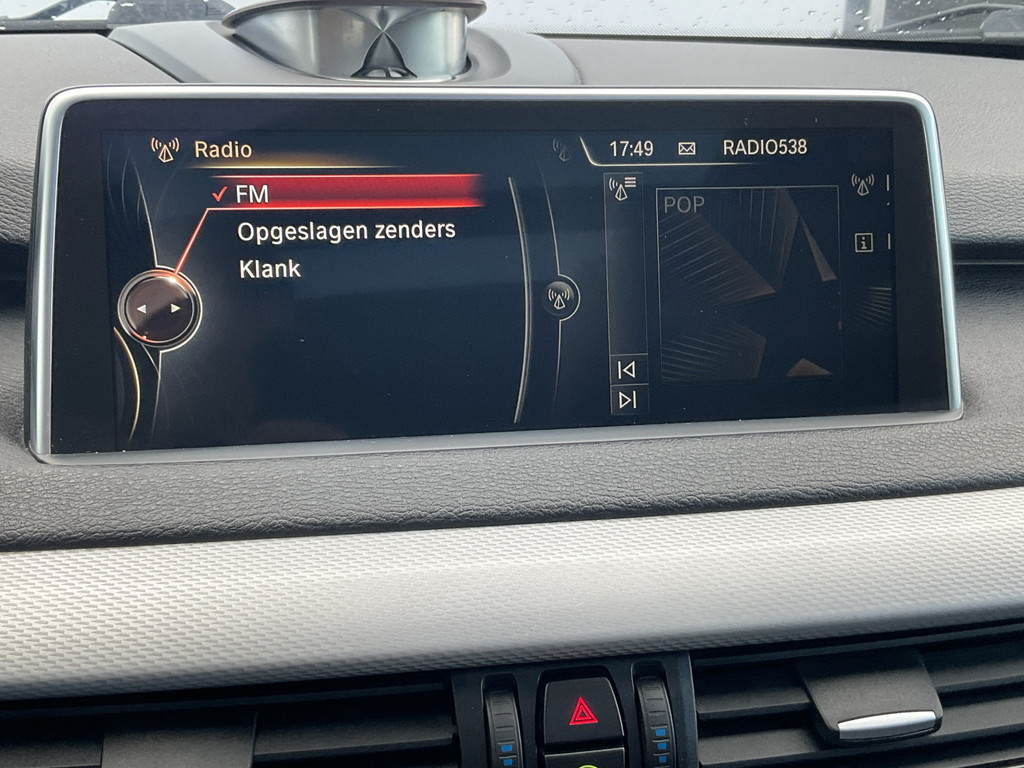 Radio
FM
Opgeslagen zenders
Klank
17:49
RADIO538
POP